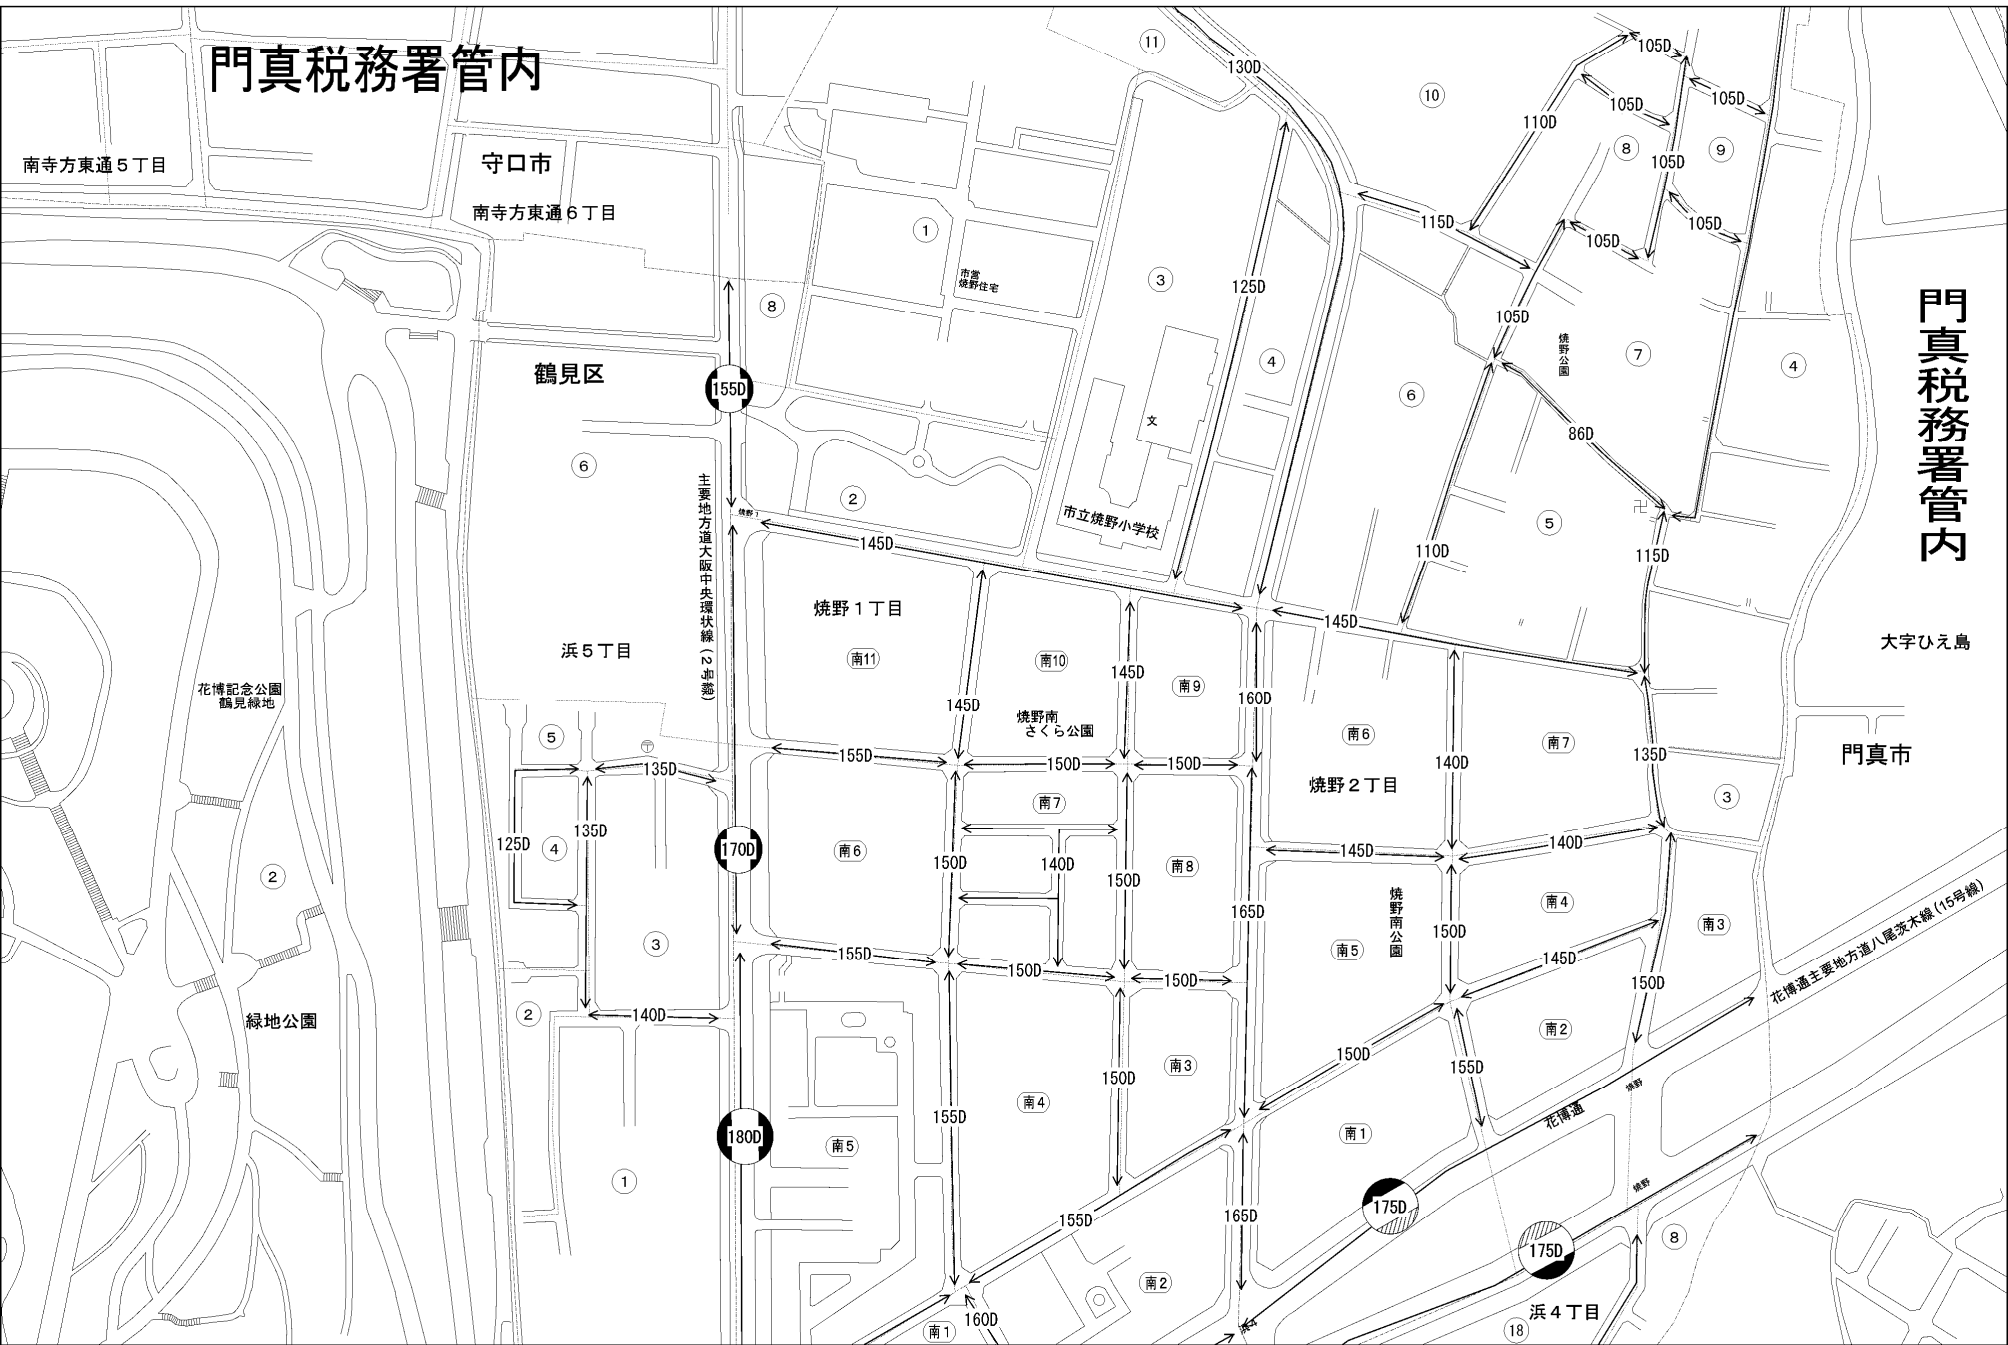 門真税務署管内
130D
11
10
105D
105D
105D
110D
8
9
105D
南寺方東通5丁目
守口市
南寺方東通6丁目
1
115D
105D
105D
市営
焼野住宅
3
125D
8
105D
焼野公園
7
4
門真税務署管内
鶴見区
155D
4
6
文
86D
6
2
主要地方道大阪中央環状線(2号線)
焼野1
145D
市立焼野小学校
卍
5
110D
115D
焼野1丁目
145D
大字ひえ島
浜5丁目
南11
南10
145D
南9
160D
花博記念公園
鶴見緑地
145D
焼野南
さくら公園
南6
南7
5
〒
135D
155D
150D
150D
140D
135D
門真市
焼野2丁目
3
南7
125D
135D
4
170D
南6
150D
140D
南8
145D
140D
2
150D
165D
焼野南公園
南4
3
155D
150D
150D
南5
150D
145D
南3
150D
花博通主要地方道八尾茨木線(15号線)
緑地公園
2
140D
150D
南2
155D
南3
150D
焼野
南4
155D
180D
南5
南1
花博通
1
155D
165D
175D
焼野
175D
8
南2
南1
160D
浜4丁目
18